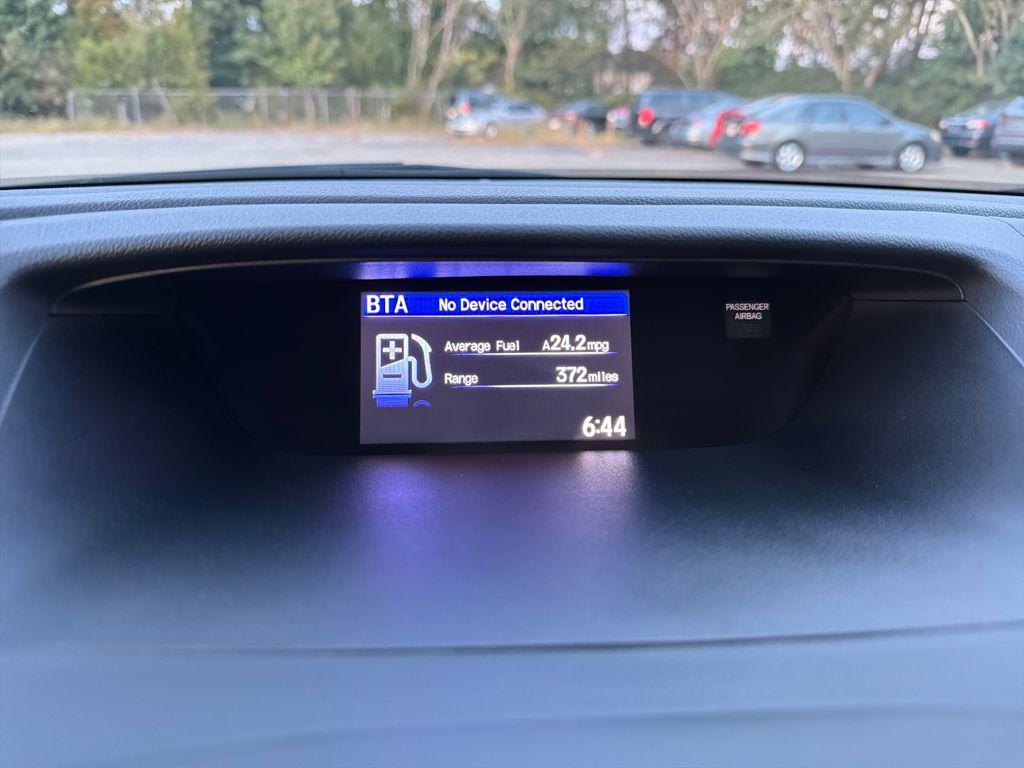 BTA No Device Connected
Average Fuel A24.2mpg
Range 372miles
6:44
PASSENGER
AIRBAG